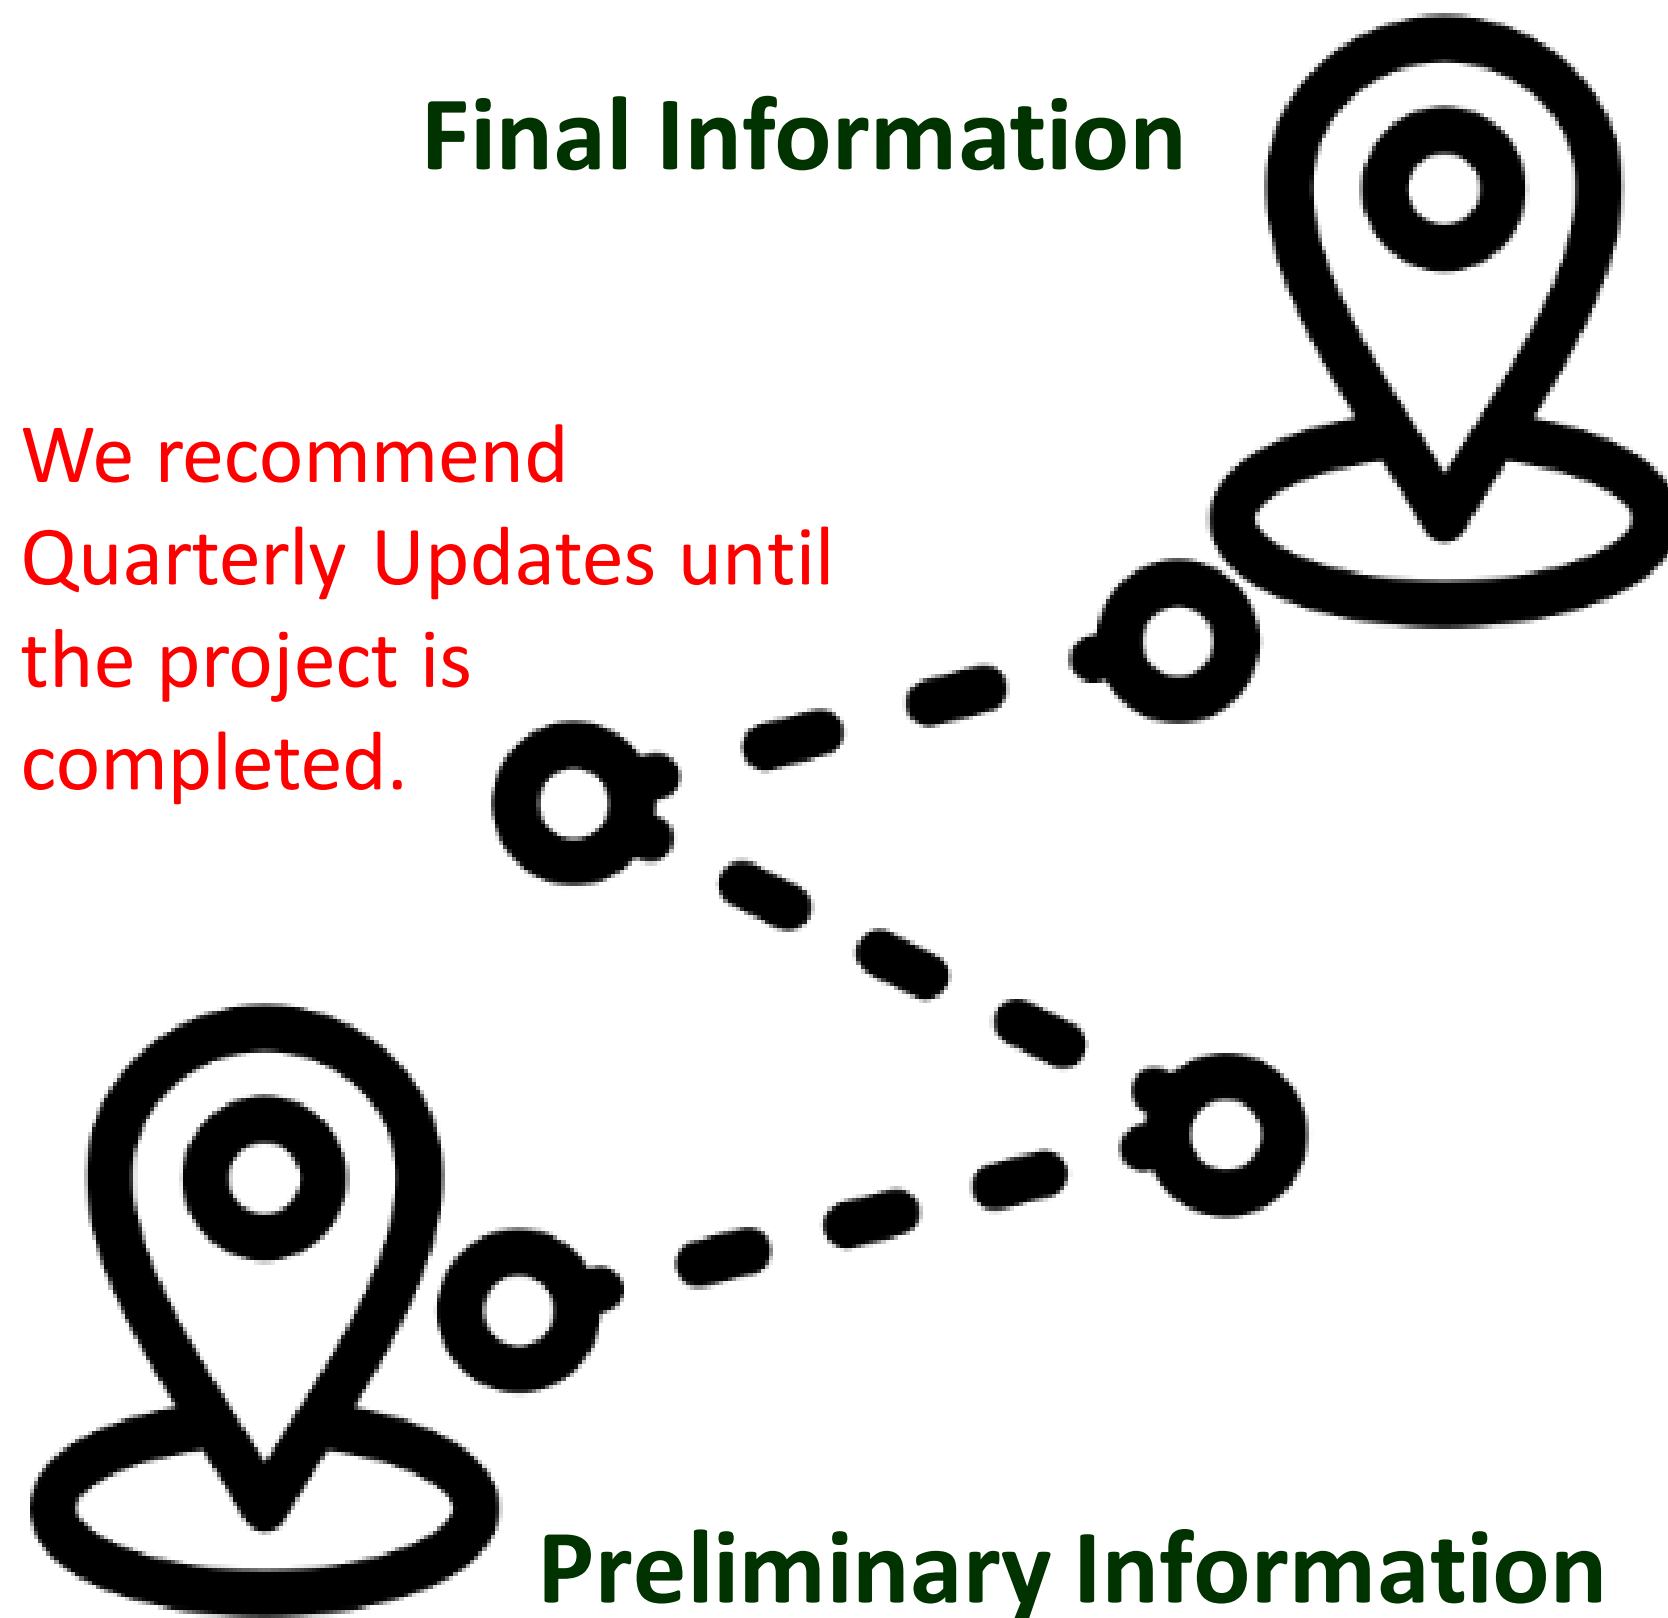 Final Information
We recommend
Quarterly Updates until
the project is
completed.
Preliminary Information